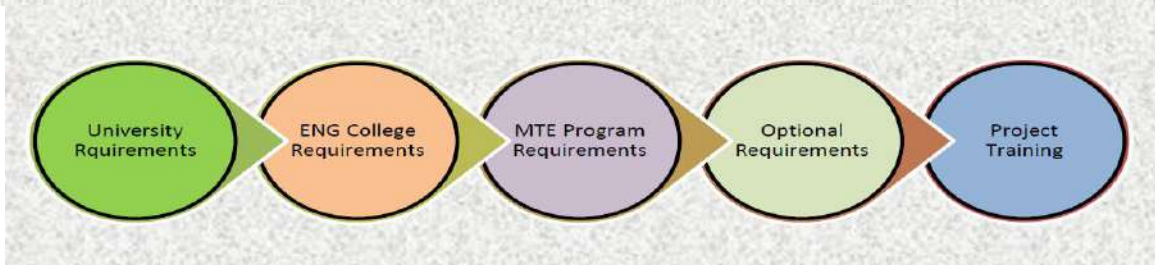 University
Rquirements
ENG College
Requirements
MTE Program
Requirements
Optional
Requirements
Project
Training